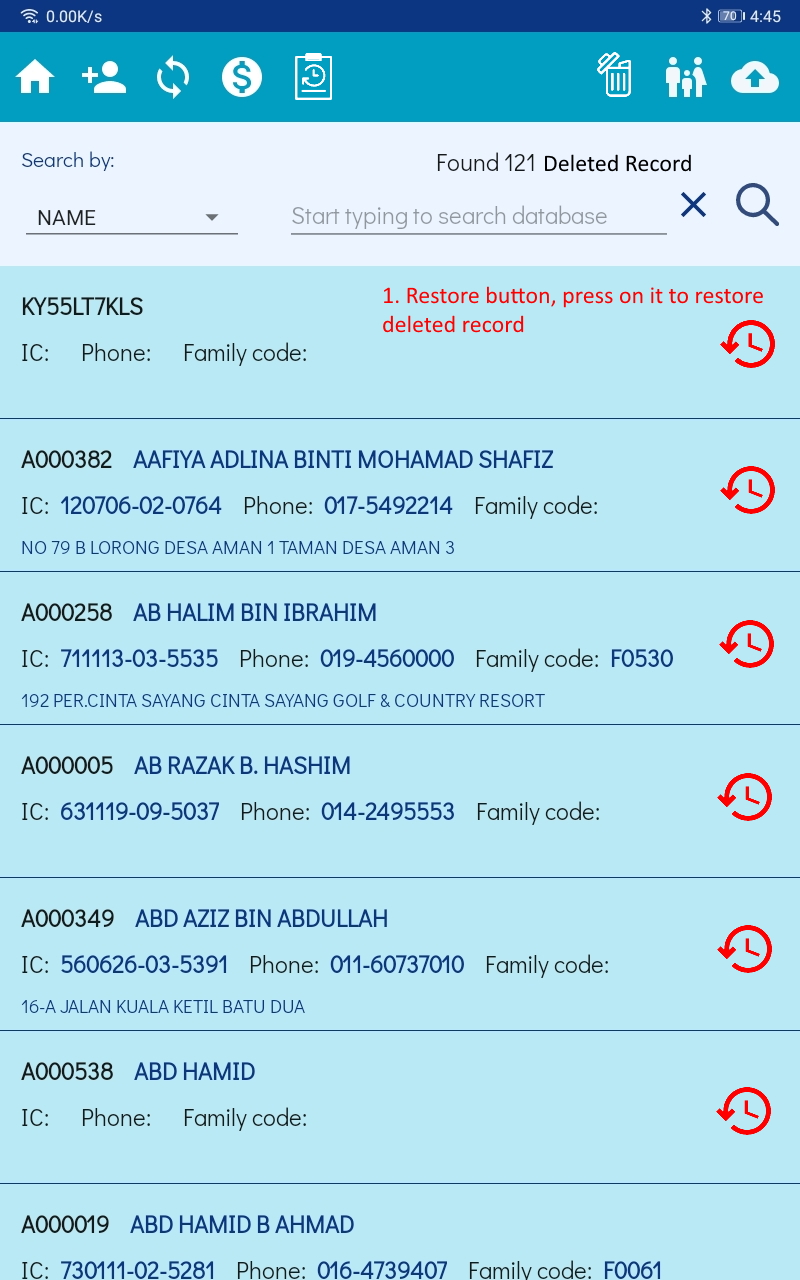 0.00K/s 70 4:45
Search by: Found 121 Deleted Record
NAME Start typing to search database
1. Restore button, press on it to restore
KY55LT7KLS
deleted record
IC: Phone: Family code:
A000382 AAFIYA ADLINA BINTI MOHAMAD SHAFIZ
IC: 120706-02-0764 Phone: 017-5492214 Family code:
NO 79 B LORONG DESA AMAN 1 TAMAN DESA AMAN 3
A000258 AB HALIM BIN IBRAHIM
IC: 711113-03-5535 Phone: 019-4560000 Family code: F0530
192 PER.CINTA SAYANG CINTA SAYANG GOLF & COUNTRY RESORT
A000005 AB RAZAK B. HASHIM
IC: 631119-09-5037 Phone: 014-2495553 Family code:
A000349 ABD AZIZ BIN ABDULLAH
IC: 560626-03-5391 Phone: 011-60737010 Family code:
16-A JALAN KUALA KETIL BATU DUA
A000538 ABD HAMID
IC: Phone: Family code:
A000019 ABD HAMID B AHMAD
IC: 730111-02-5281 Phone: 016-4739407 Family code: F0061